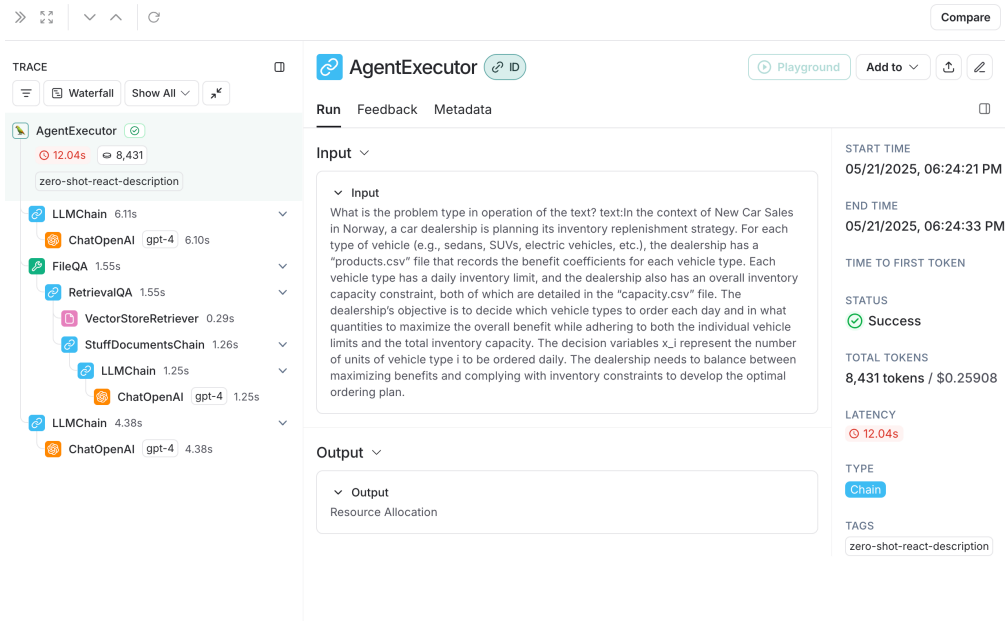 Compare
TRACE
Waterfall
Show All
AgentExecutor
12.04s
8,431
zero-shot-react-description
LLMChain 6.11s
ChatOpenAI gpt-4 6.10s
FileQA 1.55s
RetrievalQA 1.55s
VectorStoreRetriever 0.29s
StuffDocumentsChain 1.26s
LLMChain 1.25s
ChatOpenAI gpt-4 1.25s
LLMChain 4.38s
ChatOpenAI gpt-4 4.38s
AgentExecutor ID
Playground
Add to
Run Feedback Metadata
Input
Input
What is the problem type in operation of the text? text:In the context of New Car Sales
in Norway, a car dealership is planning its inventory replenishment strategy. For each
type of vehicle (e.g., sedans, SUVs, electric vehicles, etc.), the dealership has a
“products.csv” file that records the benefit coefficients for each vehicle type. Each
vehicle type has a daily inventory limit, and the dealership also has an overall inventory
capacity constraint, both of which are detailed in the “capacity.csv” file. The
dealership’s objective is to decide which vehicle types to order each day and in what
quantities to maximize the overall benefit while adhering to both the individual vehicle
limits and the total inventory capacity. The decision variables x_i represent the number
of units of vehicle type i to be ordered daily. The dealership needs to balance between
maximizing benefits and complying with inventory constraints to develop the optimal
ordering plan.
Output
Output
Resource Allocation
START TIME
05/21/2025, 06:24:21 PM
END TIME
05/21/2025, 06:24:33 PM
TIME TO FIRST TOKEN
STATUS
Success
TOTAL TOKENS
8,431 tokens / $0.25908
LATENCY
12.04s
TYPE
Chain
TAGS
zero-shot-react-description